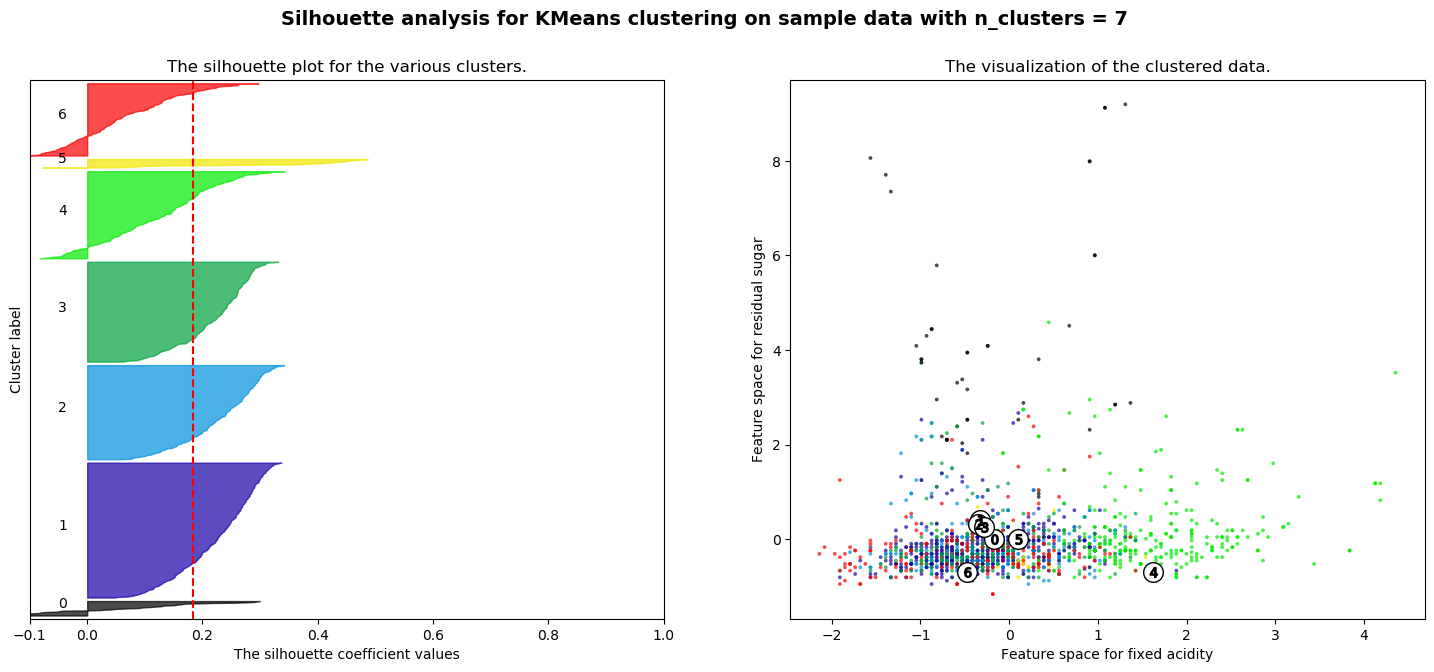 Silhouette analysis for KMeans clustering on sample data with n_clusters = 7
The silhouette plot for the various clusters.
Cluster label
6
5
4
3
2
1
0
−0.1 0.0 0.2 0.4 0.6 0.8 1.0
The silhouette coefficient values
The visualization of the clustered data.
Feature space for residual sugar
8
6
4
2
0
3
0
5
6
4
−2 −1 0 1 2 3 4
Feature space for fixed acidity